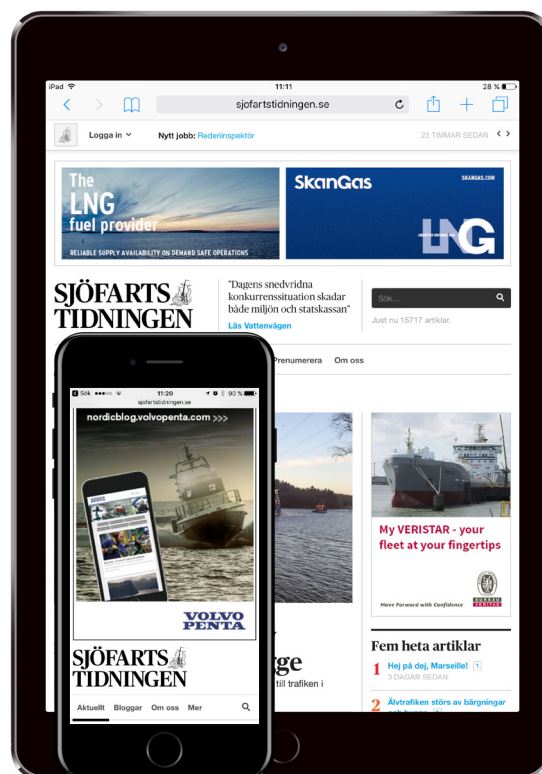 iPad
11:11
28 %
sjofartstidningen.se
Logga in
Nytt jobb: Rederiinspektör
23 TIMMAR SEDAN
The
LNG
fuel provider
RELIABLE SUPPLY AVAILABILITY ON DEMAND SAFE OPERATIONS
SkanGas
SKANGAS.COM
LNG
SJÖFARTS
TIDNINGEN
"Dagens snedvridna
konkurrenssituation skadar
både miljön och statskassan"
Läs Vattenvägen
Sök...
Just nu 15717 artiklar.
Prenumerera
Om oss
My VERISTAR - your
fleet at your fingertips
Move Forward with Confidence
BUREAU
VERITAS
Fem heta artiklar
1 Hej på dej, Marseille! 1
3 DAGAR SEDAN
2 Älvtrafiken störs av bärgningar
gge
till trafiken i
Sök
11:20
90 %
sjofartstidningen.se
nordicblog.volvopenta.com >>>
VOLVO
PENTA
SJÖFARTS
TIDNINGEN
Aktuellt
Bloggar
Om oss
Mer